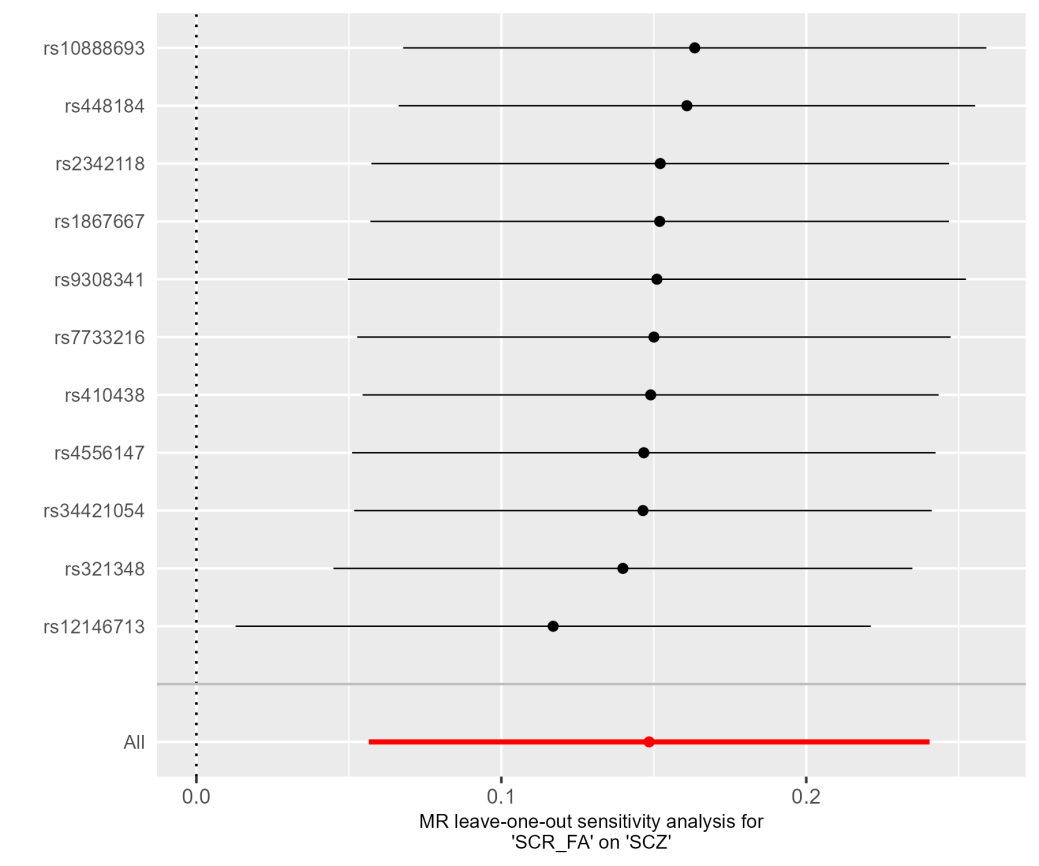 rs10888693
rs448184
rs2342118
rs1867667
rs9308341
rs7733216
rs410438
rs4556147
rs34421054
rs321348
rs12146713
All
0.0
0.1
0.2
MR leave-one-out sensitivity analysis for
'SCR_FA' on 'SCZ'